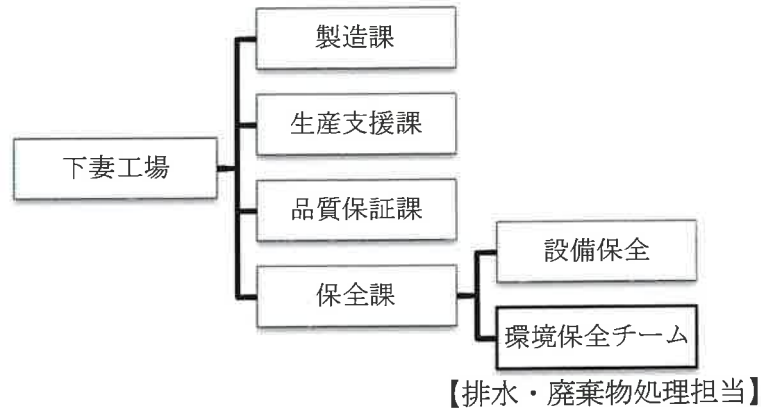 製造課
生産支援課
下妻工場
品質保証課
設備保全
保全課
環境保全チーム
【排水・廃棄物処理担当】